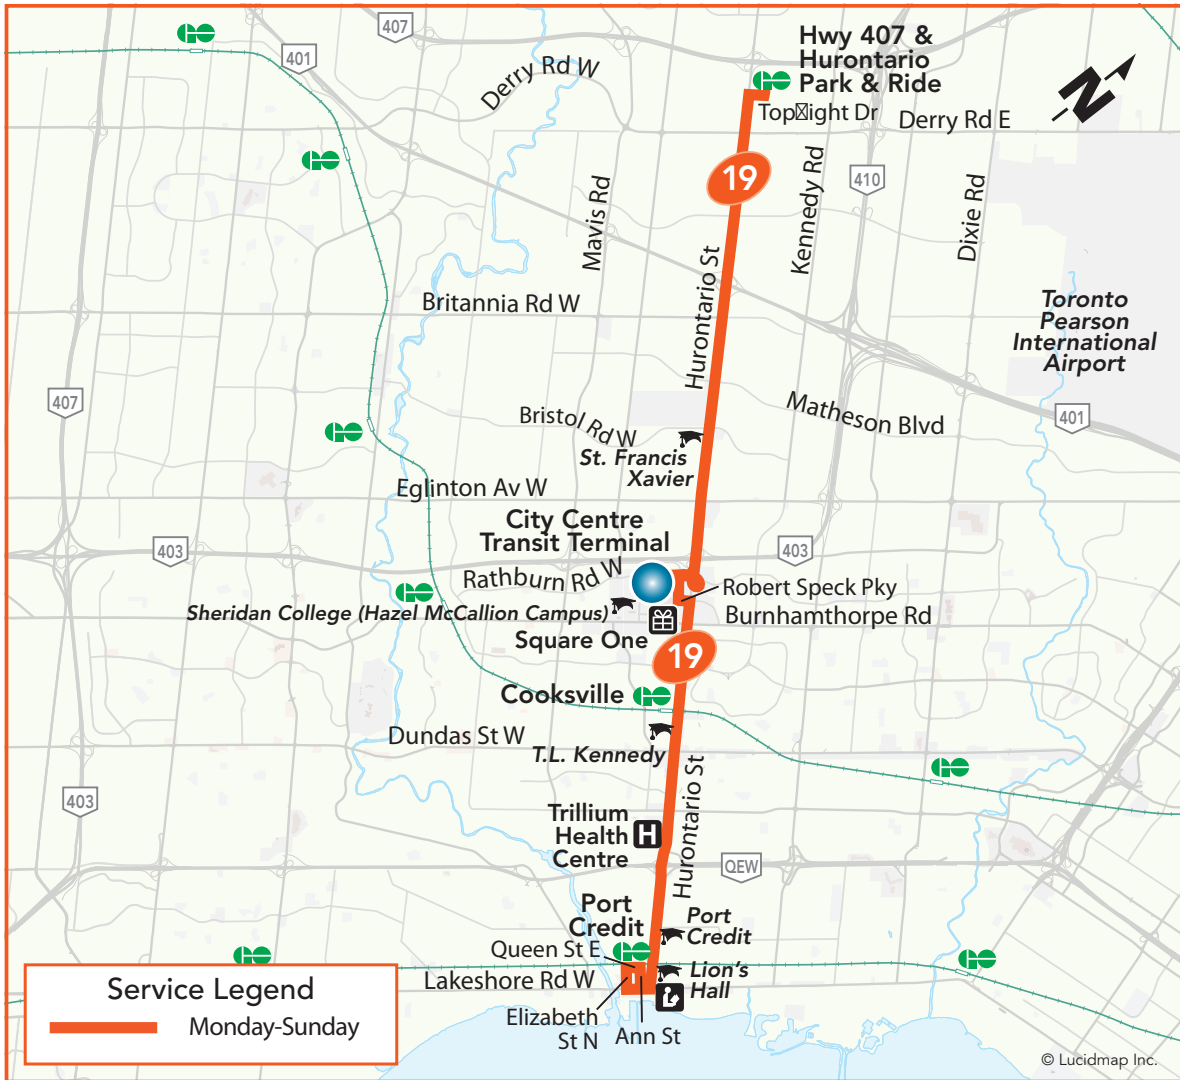 407
401
Hwy 407 &
Hurontario
Park & Ride
N
Derry Rd W
Top□ight Dr
Derry Rd E
19
Mavis Rd
Kennedy Rd
410
Dixie Rd
Hurontario St
Britannia Rd W
Toronto
Pearson
International
Airport
407
401
Matheson Blvd
Bristol Rd W
St. Francis
Xavier
Eglinton Av W
City Centre
Transit Terminal
403
403
Rathburn Rd W
Robert Speck Pky
Sheridan College (Hazel McCallion Campus)
Burnhamthorpe Rd
Square One
19
Cooksville
Dundas St W
T.L. Kennedy
Hurontario St
403
Trillium
Health
Centre
H
QEW
Port
Credit
Port
Credit
Queen St E
Lakeshore Rd W
Lion's
Hall
Elizabeth
St N
Ann St
Service Legend
Monday-Sunday
© Lucidmap Inc.